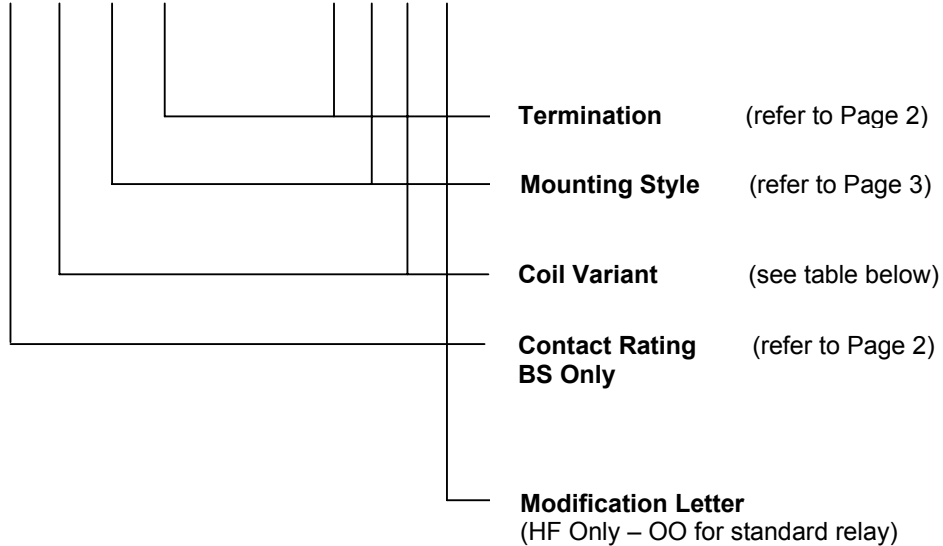 Termination (refer to Page 2)
Mounting Style (refer to Page 3)
Coil Variant (see table below)
Contact Rating (refer to Page 2)
BS Only
Modification Letter
(HF Only – OO for standard relay)